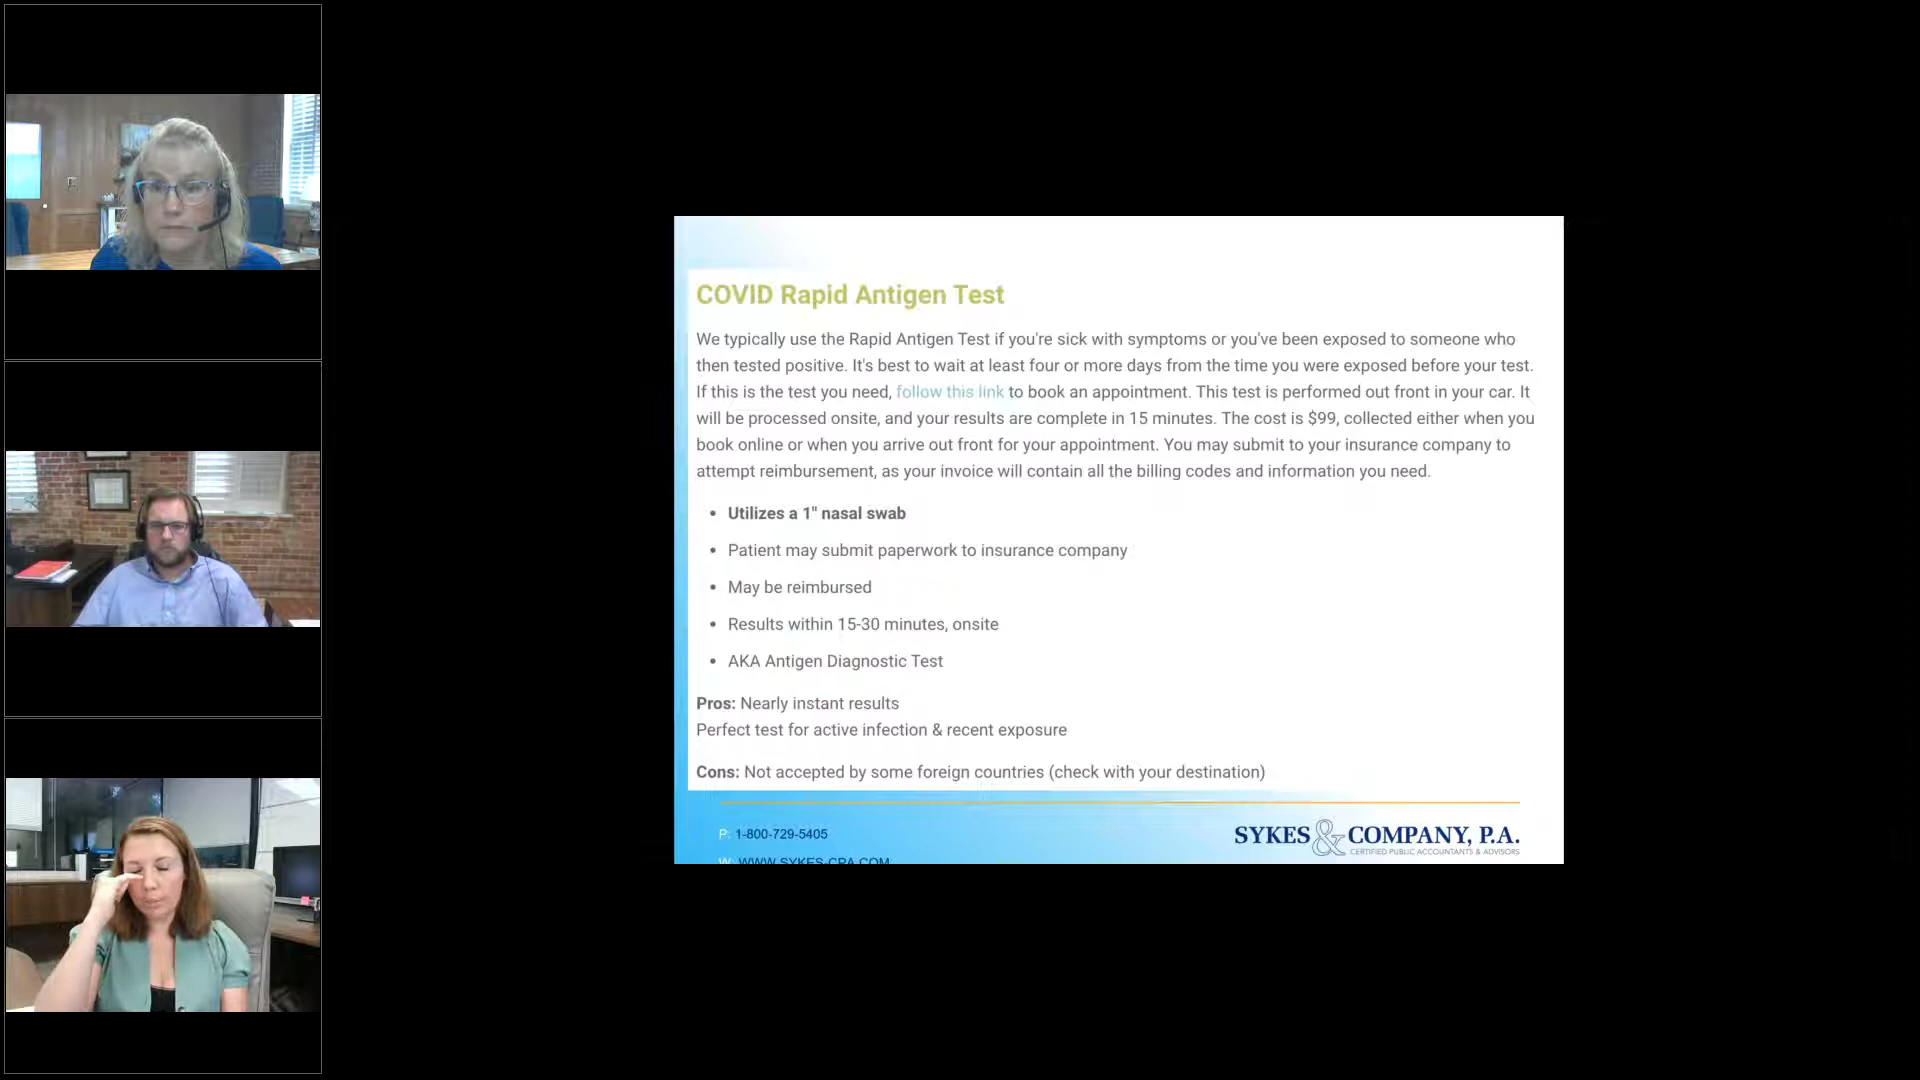 COVID Rapid Antigen Test
We typically use the Rapid Antigen Test if you're sick with symptoms or you've been exposed to someone who
then tested positive. It's best to wait at least four or more days from the time you were exposed before your test.
If this is the test you need, follow this link to book an appointment. This test is performed out front in your car. It
will be processed onsite, and your results are complete in 15 minutes. The cost is $99, collected either when you
book online or when you arrive out front for your appointment. You may submit to your insurance company to
attempt reimbursement, as your invoice will contain all the billing codes and information you need.
• Utilizes a 1" nasal swab
• Patient may submit paperwork to insurance company
• May be reimbursed
• Results within 15-30 minutes, onsite
• AKA Antigen Diagnostic Test
Pros: Nearly instant results
Perfect test for active infection & recent exposure
Cons: Not accepted by some foreign countries (check with your destination)
P: 1-800-729-5405
W: WWW.SYKES-CPA.COM
SYKES & COMPANY, P.A.
CERTIFIED PUBLIC ACCOUNTANTS & ADVISORS